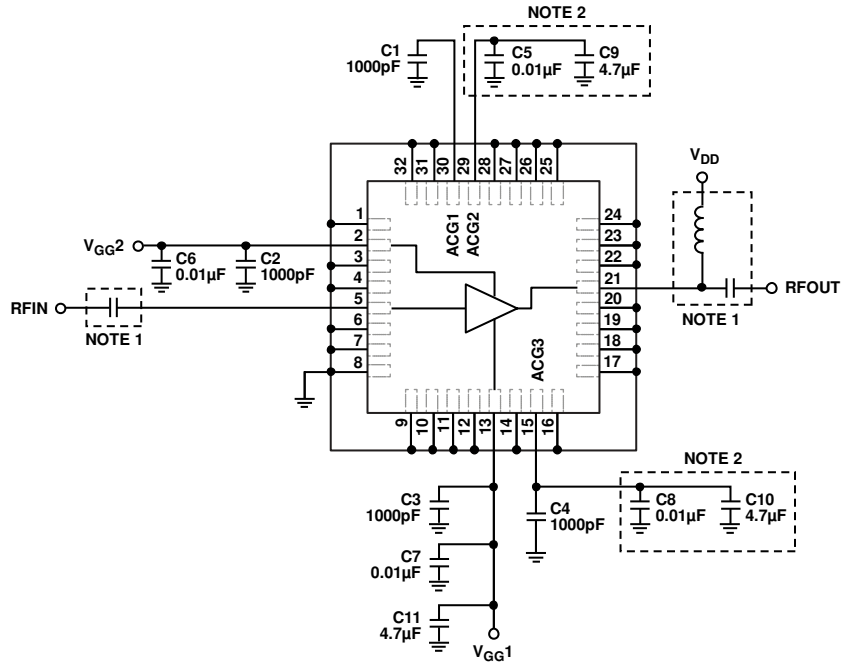 NOTE 2
C1
1000pF
C5
0.01µF
C9
4.7µF
32 31 30 29 28 27 26 25
VDD
ACG1
ACG2
1
2
3
4
5
6
7
8
24
23
22
21
20
19
18
17
VGG2
C6
0.01µF
C2
1000pF
RFIN
NOTE 1
RFOUT
NOTE 1
ACG3
9 10 11 12 13 14 15 16
NOTE 2
C3
1000pF
C4
1000pF
C8
0.01µF
C10
4.7µF
C7
0.01µF
C11
4.7µF
VGG1